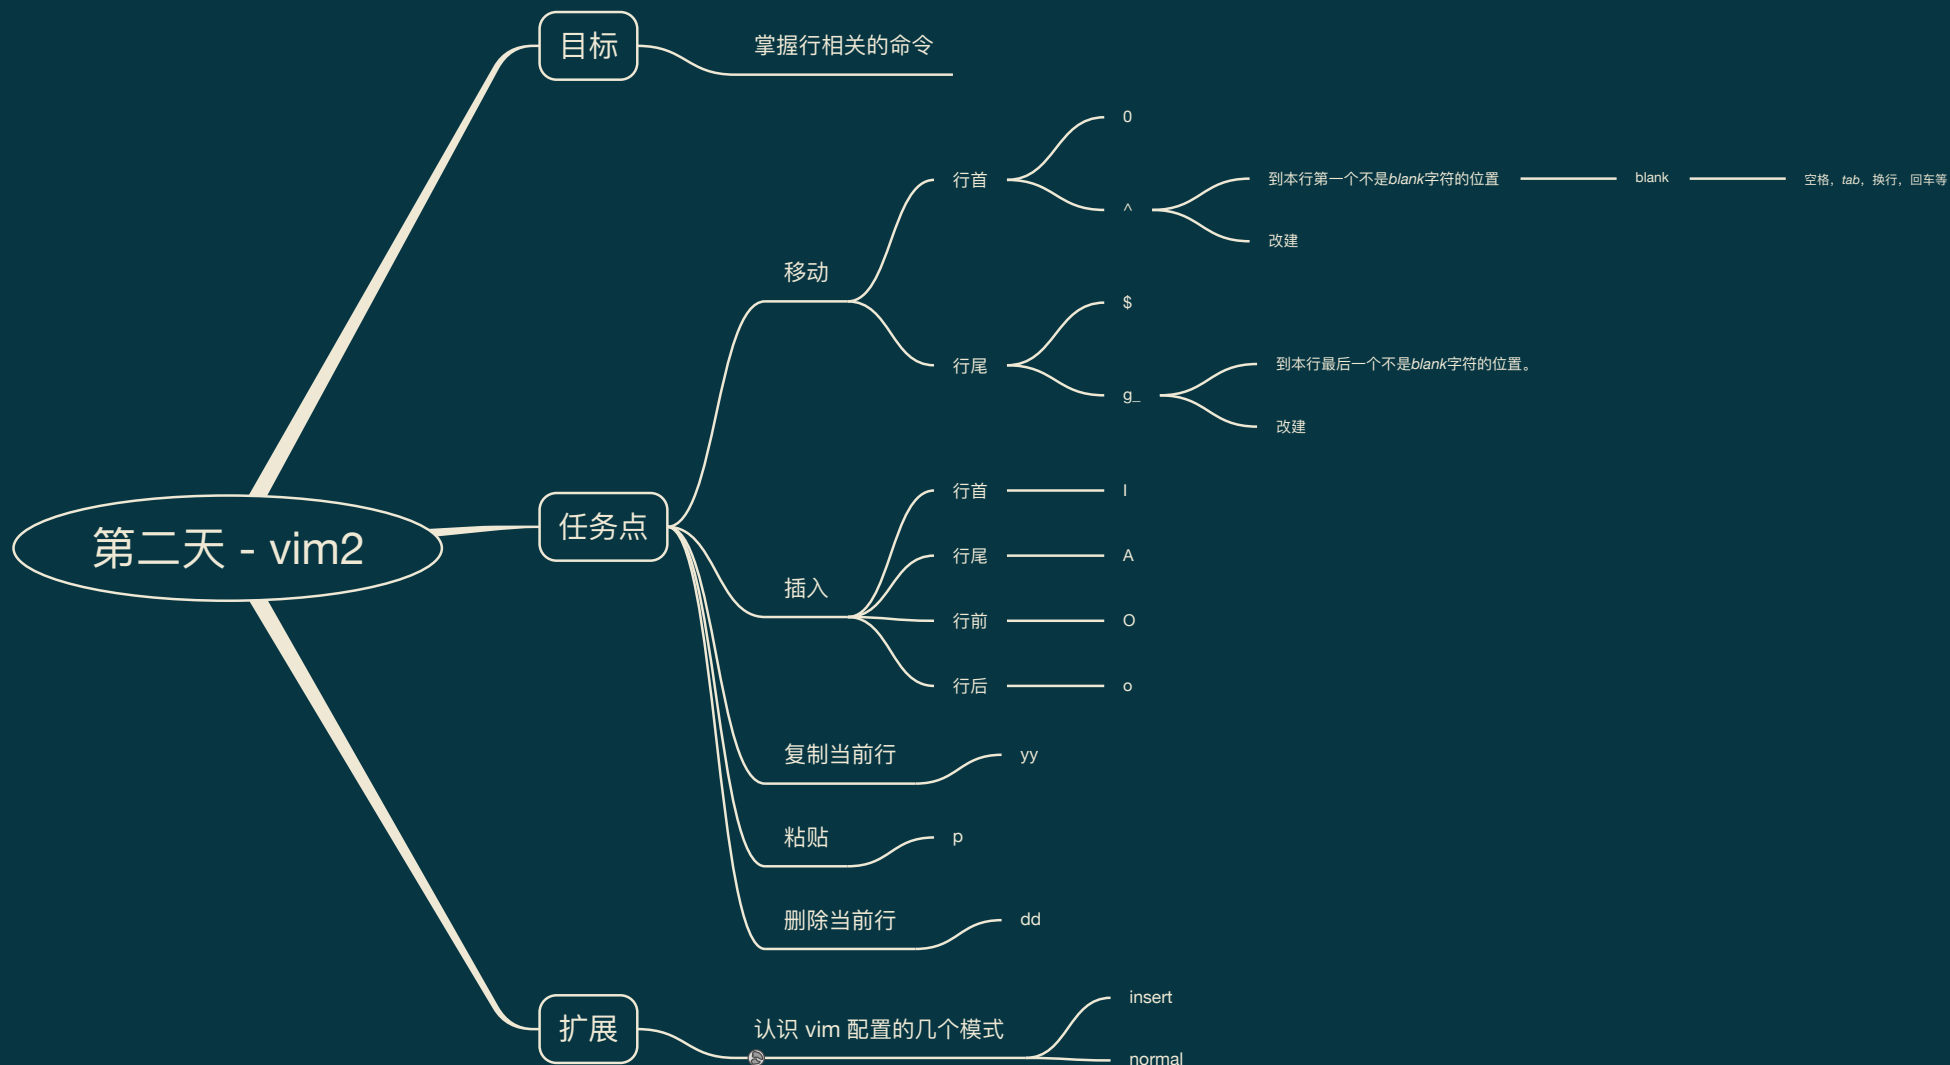 目标
掌握行相关的命令
0
行首
到本行第一个不是blank字符的位置
blank
空格，tab，换行，回车等
^
改建
移动
$
行尾
到本行最后一个不是blank字符的位置。
g_
改建
第二天 - vim2
任务点
行首
I
行尾
A
插入
行前
O
行后
o
复制当前行
yy
粘贴
p
删除当前行
dd
扩展
认识 vim 配置的几个模式
insert
normal